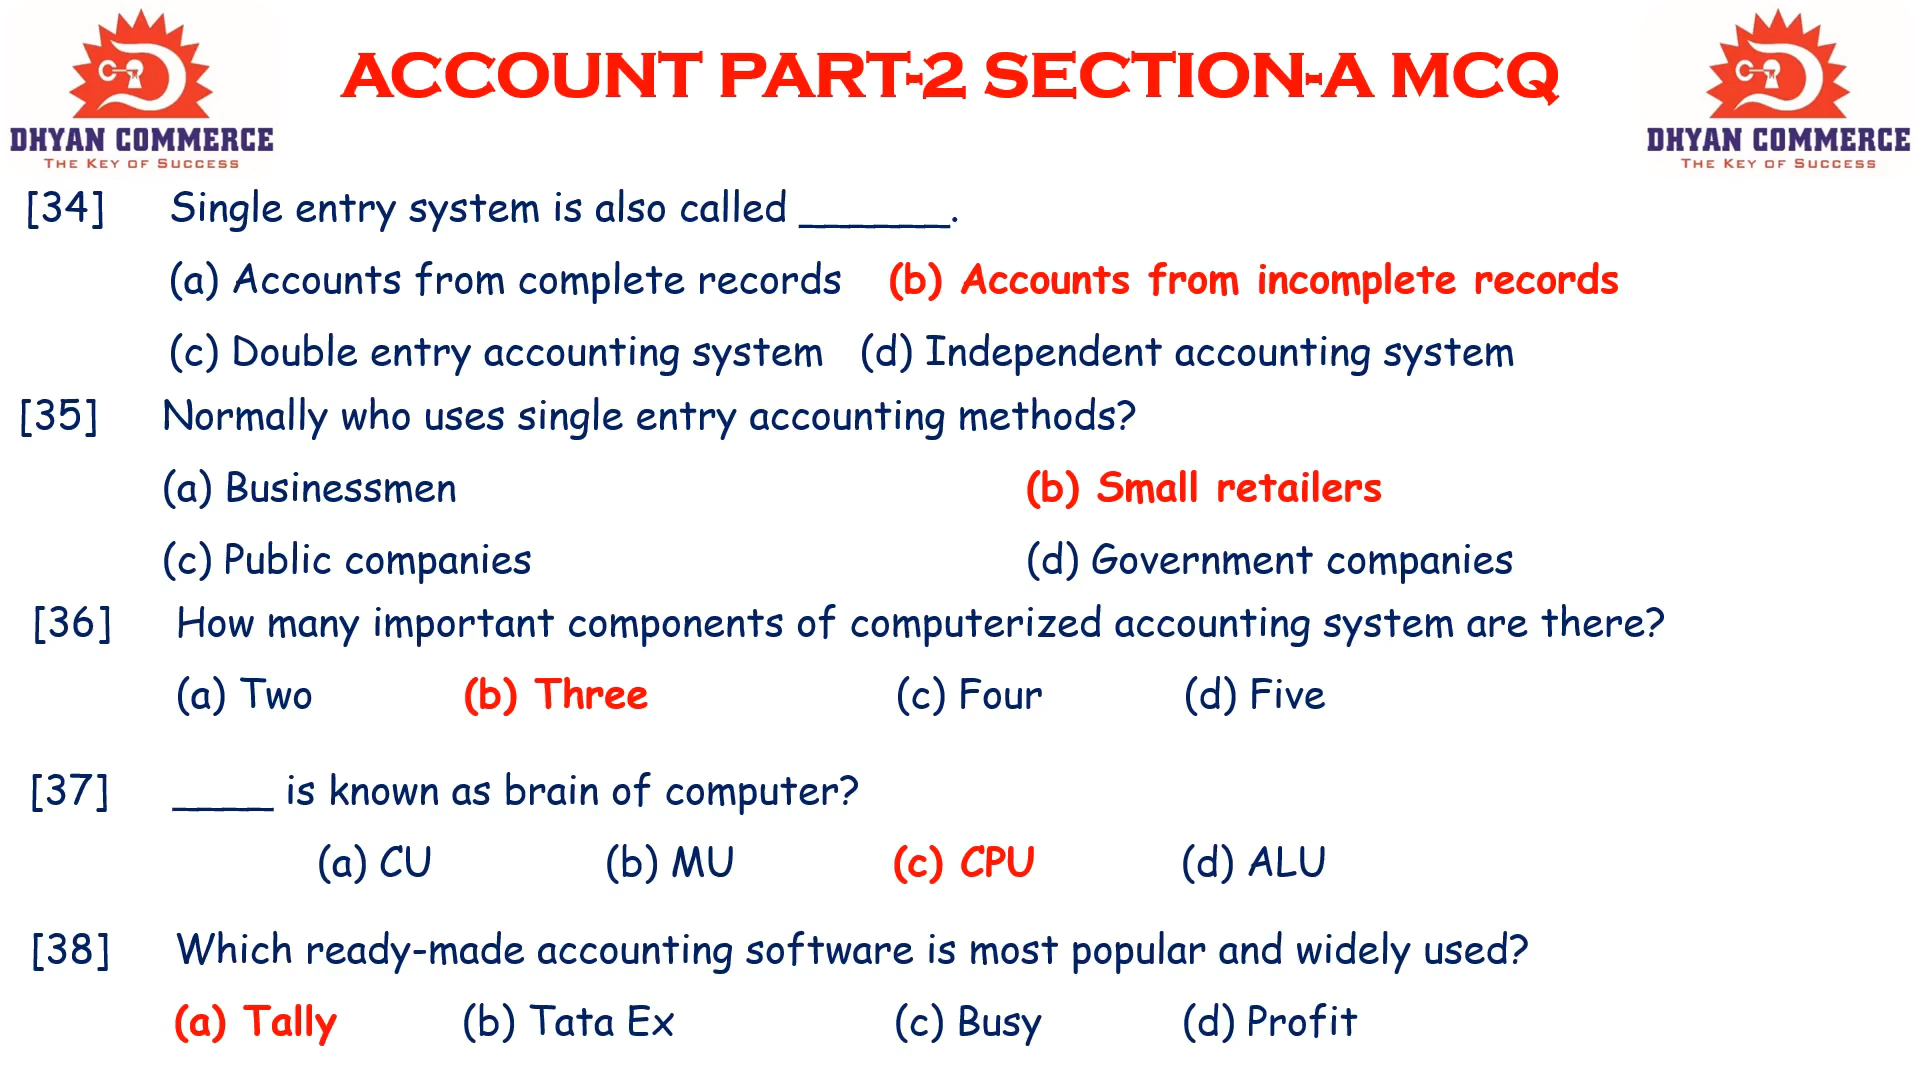 ACCOUNT PART-2 SECTION-A MCQ
DHYAN COMMERCE
THE KEY OF SUCCESS
DHYAN COMMERCE
THE KEY OF SUCCESS
[34] Single entry system is also called ______.
(a) Accounts from complete records (b) Accounts from incomplete records
(c) Double entry accounting system (d) Independent accounting system
[35] Normally who uses single entry accounting methods?
(a) Businessmen (b) Small retailers
(c) Public companies (d) Government companies
[36] How many important components of computerized accounting system are there?
(a) Two (b) Three (c) Four (d) Five
[37] ____ is known as brain of computer?
(a) CU (b) MU (c) CPU (d) ALU
[38] Which ready-made accounting software is most popular and widely used?
(a) Tally (b) Tata Ex (c) Busy (d) Profit